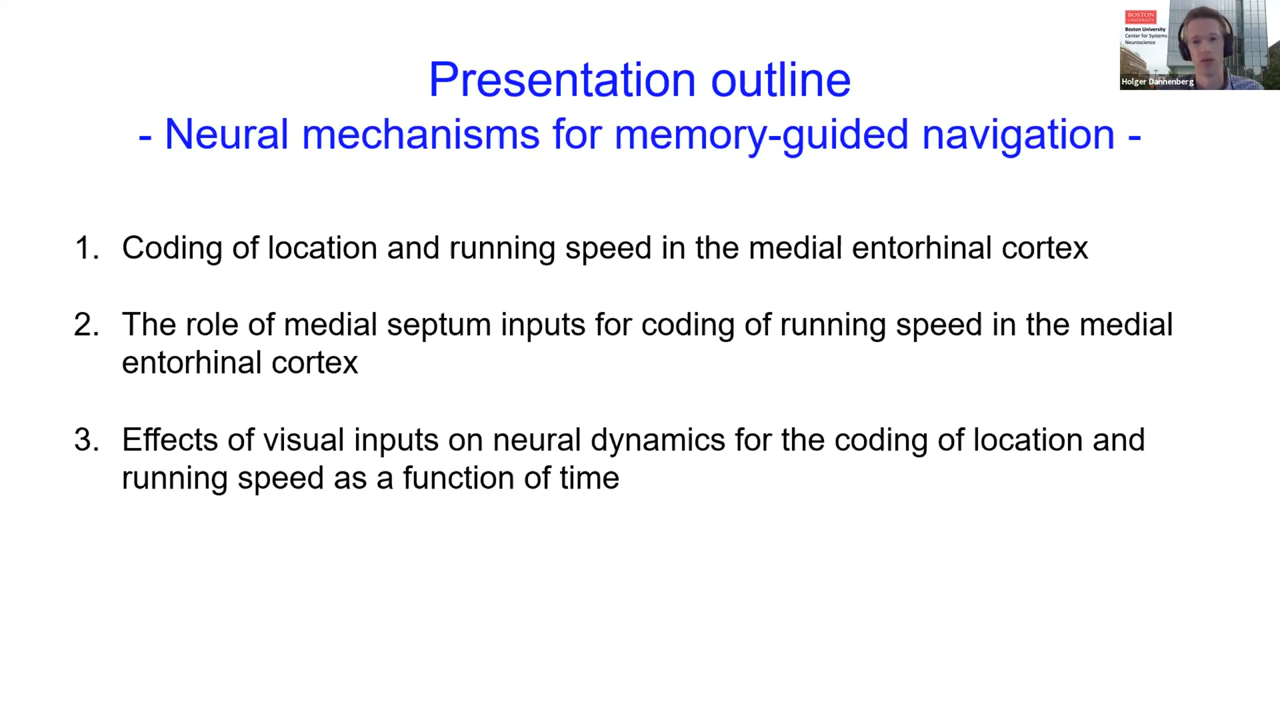 Presentation outline
- Neural mechanisms for memory-guided navigation -
1. Coding of location and running speed in the medial entorhinal cortex
2. The role of medial septum inputs for coding of running speed in the medial
entorhinal cortex
3. Effects of visual inputs on neural dynamics for the coding of location and
running speed as a function of time
BOSTON
UNIVERSITY
Boston University
Center for Systems
Neuroscience
Holger Dannenberg